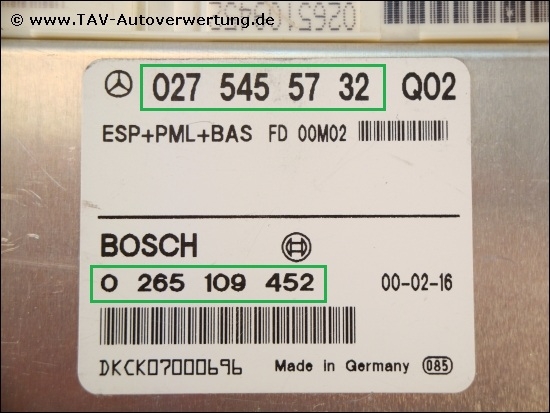 © www.TAV-Autoverwertung.de
0265109452
027 545 57 32 Q02
ESP+PML+BAS FD 00M02
BOSCH
0 265 109 452 00-02-16
DKCK07000696 Made in Germany 085